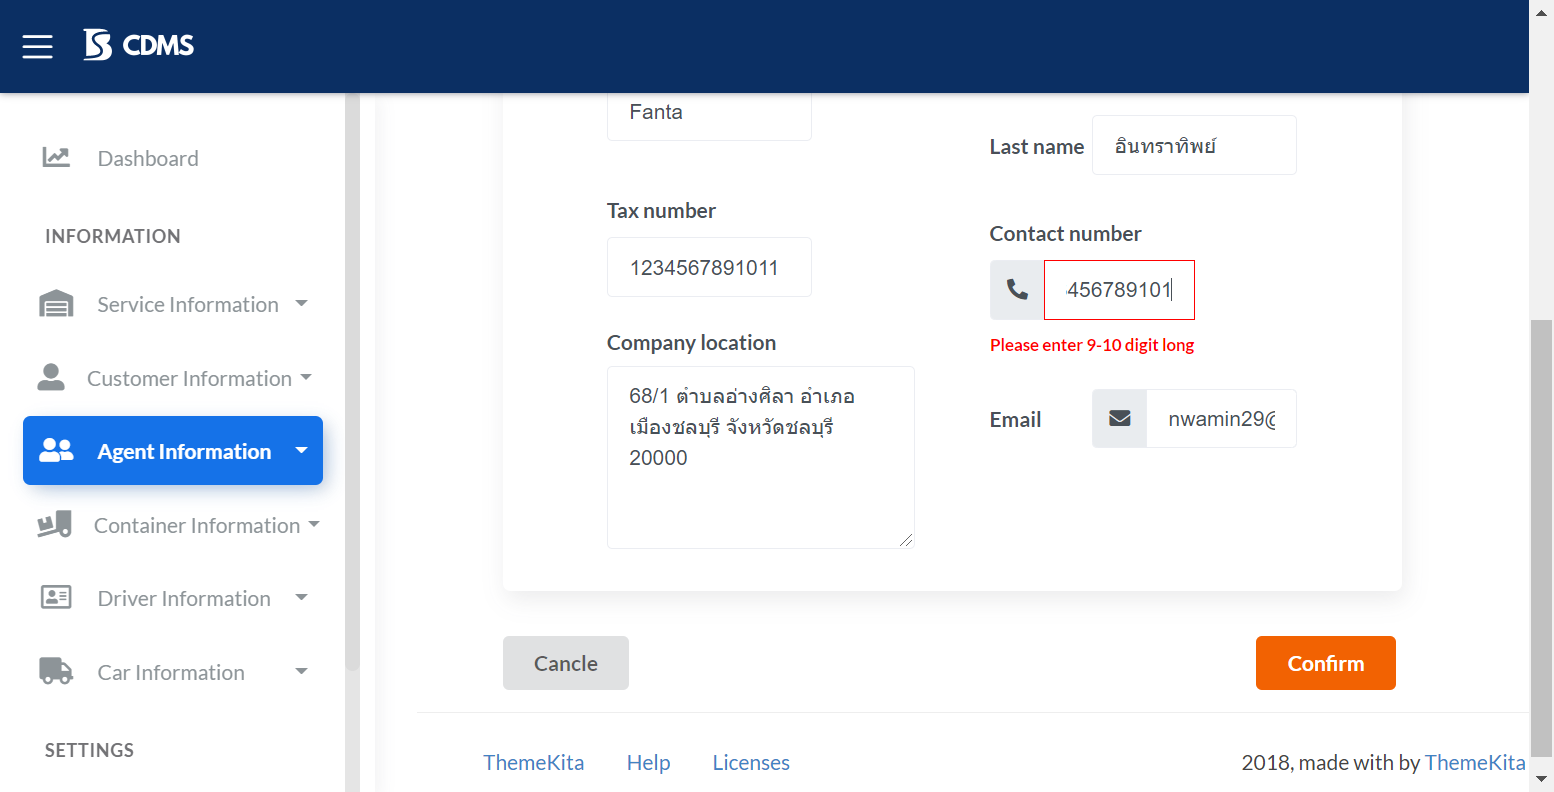 CDMS
Dashboard
INFORMATION
Service Information
Customer Information
Agent Information
Container Information
Driver Information
Car Information
SETTINGS
Fanta
Last name
อินทราทิพย์
Tax number
1234567891011
Contact number
456789101
Please enter 9-10 digit long
Company location
68/1 ตำบลอ่างศิลา อำเภอ
เมืองชลบุรี จังหวัดชลบุรี
20000
Email
nwamin29@
Cancle
Confirm
ThemeKita
Help
Licenses
2018, made with by ThemeKita